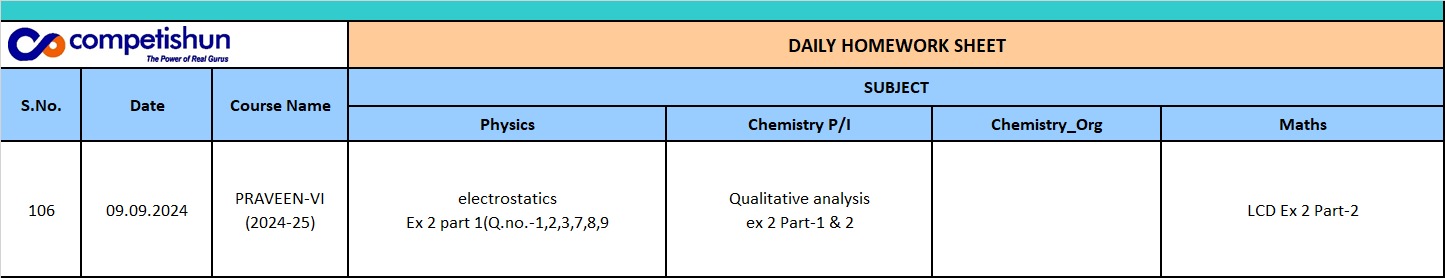 competishun
The Power of Real Gurus
DAILY HOMEWORK SHEET
S.No.
Date
Course Name
SUBJECT
Physics
Chemistry P/I
Chemistry_Org
Maths
106
09.09.2024
PRAVEEN-VI
(2024-25)
electrostatics
Ex 2 part 1(Q.no.-1,2,3,7,8,9
Qualitative analysis
ex 2 Part-1 & 2
LCD Ex 2 Part-2